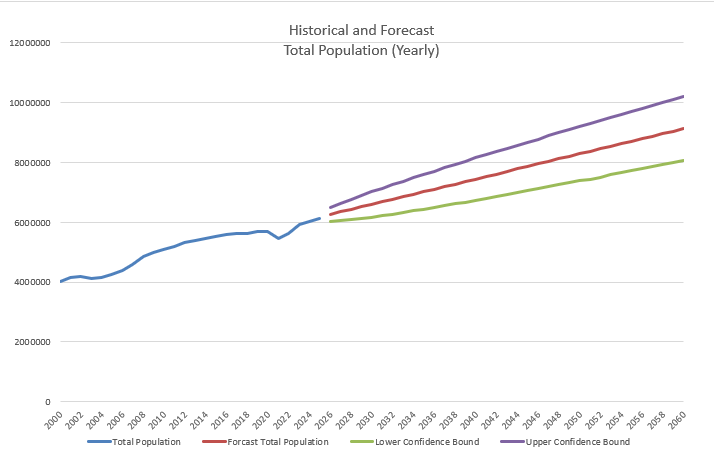 Historical and Forecast
Total Population (Yearly)
12000000
10000000
8000000
6000000
4000000
2000000
0
2000 2002 2004 2006 2008 2010 2012 2014 2016 2018 2020 2022 2024 2026 2028 2030 2032 2034 2036 2038 2040 2042 2044 2046 2048 2050 2052 2054 2056 2058 2060
Total Population Forcast Total Population Lower Confidence Bound Upper Confidence Bound